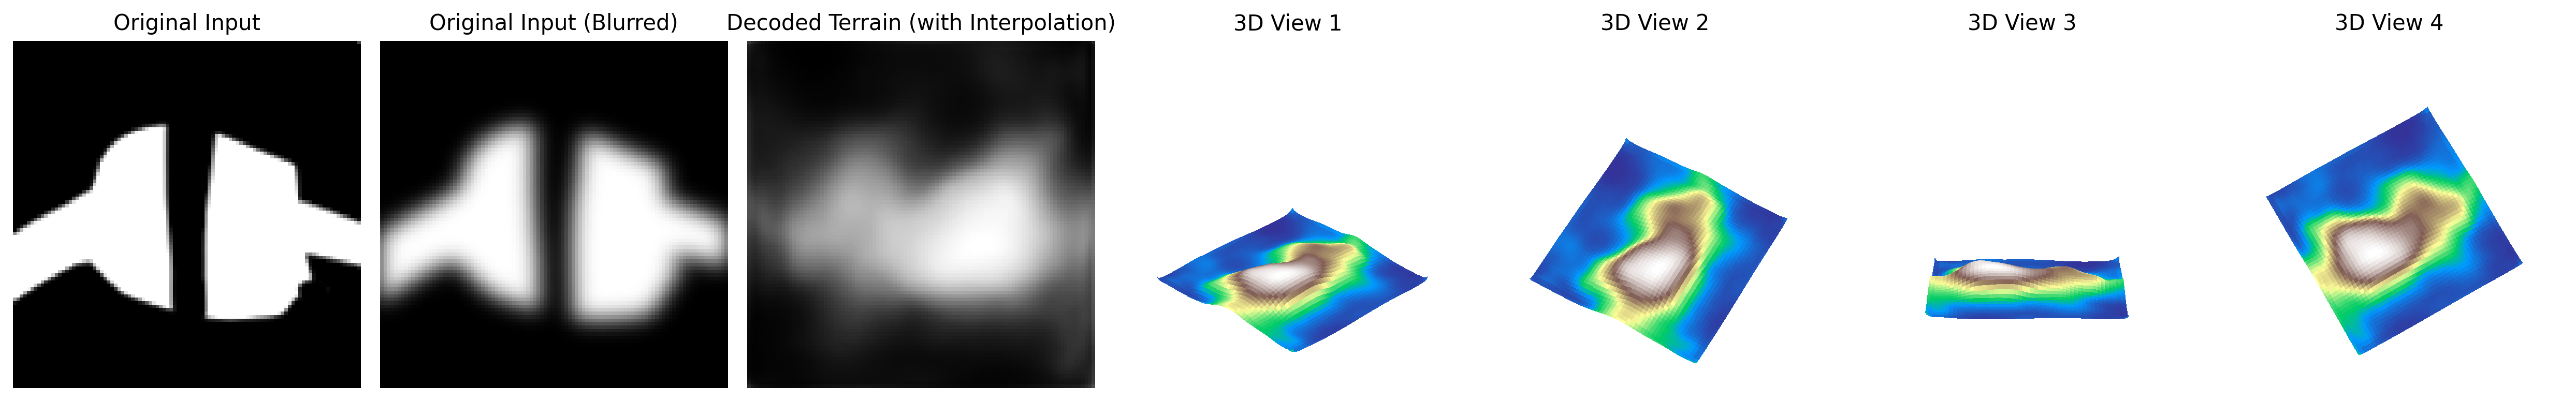 Original Input
Original Input (Blurred)
Decoded Terrain (with Interpolation)
3D View 1
3D View 2
3D View 3
3D View 4